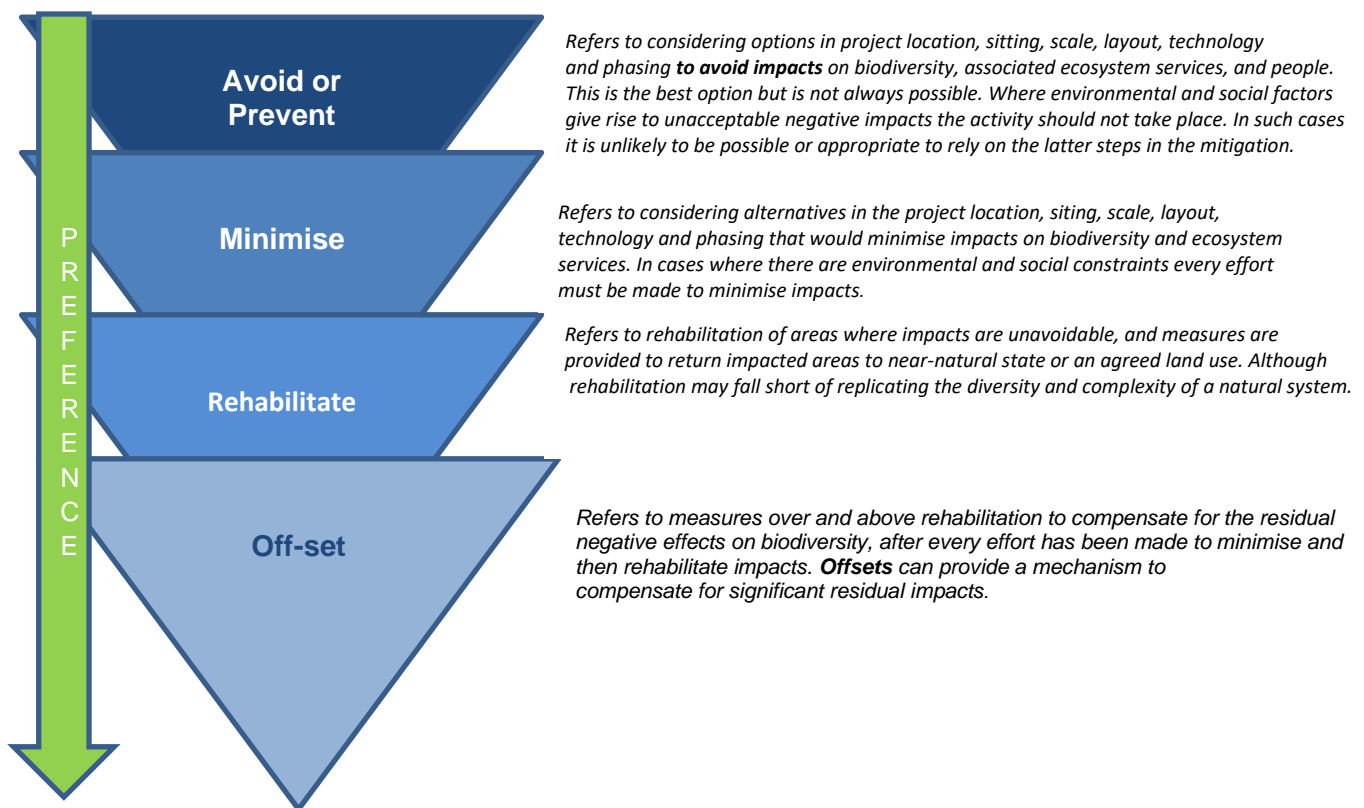 PREFERENCE
Avoid or
Prevent
Refers to considering options in project location, sitting, scale, layout, technology
and phasing to avoid impacts on biodiversity, associated ecosystem services, and people.
This is the best option but is not always possible. Where environmental and social factors
give rise to unacceptable negative impacts the activity should not take place. In such cases
it is unlikely to be possible or appropriate to rely on the latter steps in the mitigation.
Minimise
Refers to considering alternatives in the project location, siting, scale, layout,
technology and phasing that would minimise impacts on biodiversity and ecosystem
services. In cases where there are environmental and social constraints every effort
must be made to minimise impacts.
Rehabilitate
Refers to rehabilitation of areas where impacts are unavoidable, and measures are
provided to return impacted areas to near-natural state or an agreed land use. Although
rehabilitation may fall short of replicating the diversity and complexity of a natural system.
Off-set
Refers to measures over and above rehabilitation to compensate for the residual
negative effects on biodiversity, after every effort has been made to minimise and
then rehabilitate impacts. Offsets can provide a mechanism to
compensate for significant residual impacts.